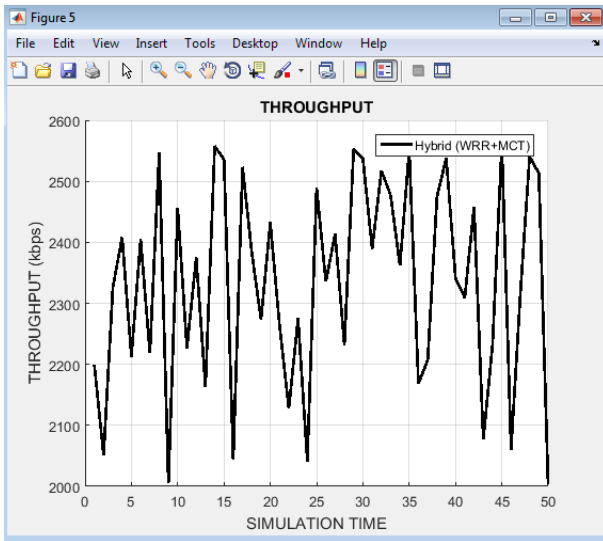 Figure 5
File Edit View Insert Tools Desktop Window Help
THROUGHPUT
Hybrid (WRR+MCT)
THROUGHPUT (kbps)
2600
2500
2400
2300
2200
2100
2000
0 5 10 15 20 25 30 35 40 45 50
SIMULATION TIME